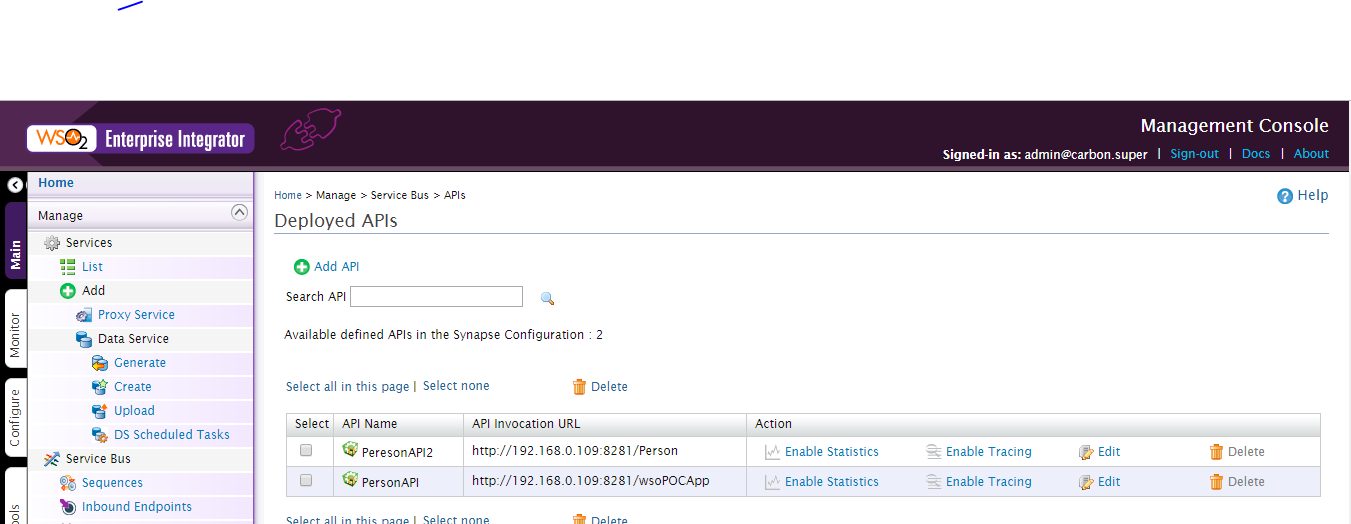 WSO2 Enterprise Integrator
Management Console
Signed-in as: admin@carbon.super | Sign-out | Docs | About
Main
Monitor
Configure
ools
Home
Manage
Services
List
Add
Proxy Service
Data Service
Generate
Create
Upload
DS Scheduled Tasks
Service Bus
Sequences
Inbound Endpoints
Home > Manage > Service Bus > APIs
Help
Deployed APIs
Add API
Search API
Available defined APIs in the Synapse Configuration : 2
Select all in this page | Select none Delete
Select API Name API Invocation URL Action
PeresonAPI2 http://192.168.0.109:8281/Person Enable Statistics Enable Tracing Edit Delete
PersonAPI http://192.168.0.109:8281/wsoPOCApp Enable Statistics Enable Tracing Edit Delete
Select all in this page | Select none Delete